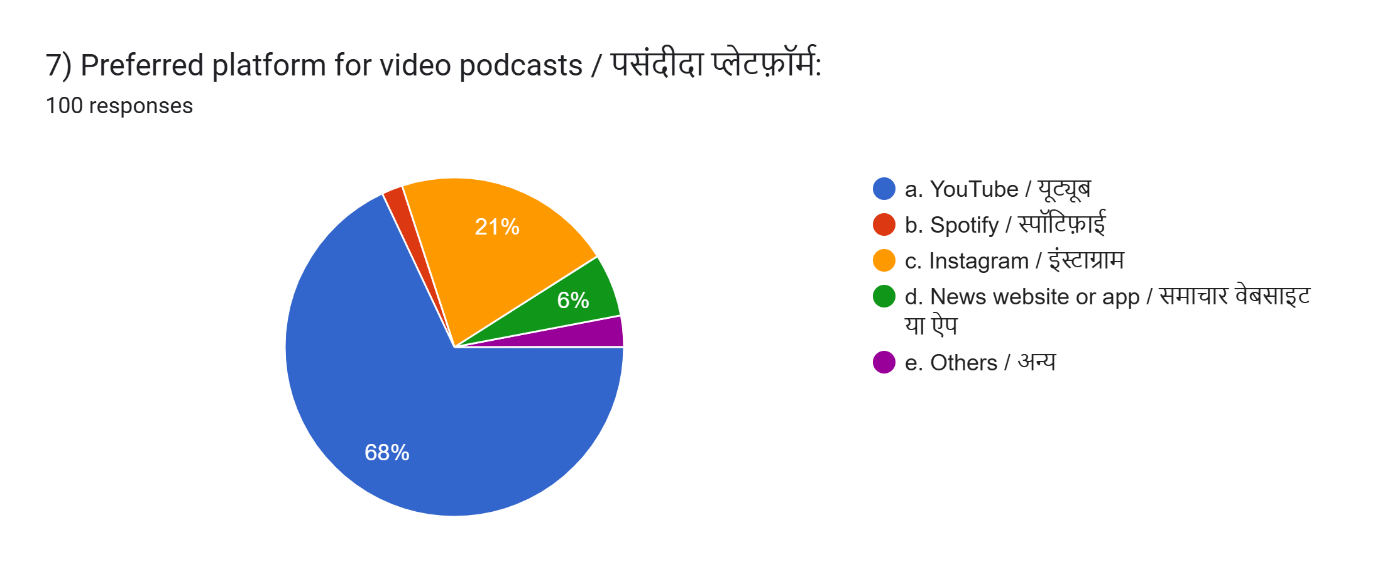 7) Preferred platform for video podcasts / पसंदीदा प्लेटफ़ॉर्म:
100 responses
21%
6%
68%
a. YouTube / यूट्यूब
b. Spotify / स्पॉटिफ़ाई
c. Instagram / इंस्टाग्राम
d. News website or app / समाचार वेबसाइट
या ऐप
e. Others / अन्य